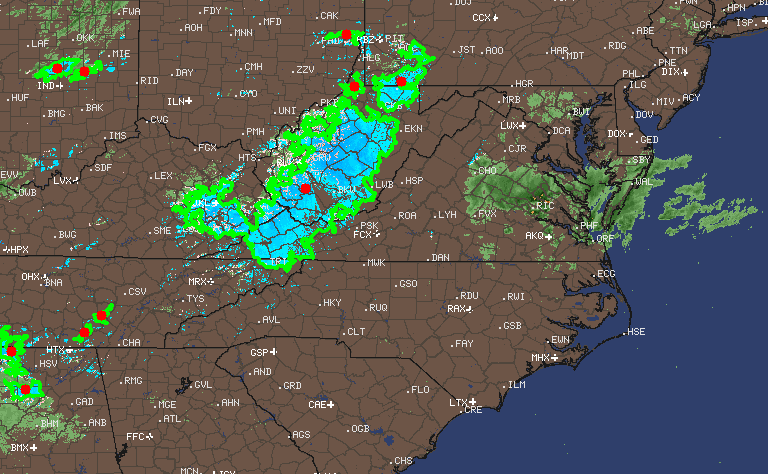 .FWA
.FDY
.MFD
.CAK
.DUJ
CCX+
HPN
.LGA
ISP+
.OKK
.AOH
.MNN
.PIT
.ABE
.LAF
.MIE
.HLG
.JST
.AOO
.HAR
.MDT
.RDG
.TTN
.PNE
.CMH
.ZZV
.DAY
.RID
PHL.
DIX+
IND+
.HGR
.ILG
.HUF
ILN+
.MRB
.MIV
.ACY
.BAK
.BMG
.UNI
.BWI
.DOV
.CVG
.IMS
.PMH
.EKN
LWX+
.DCA
DOX+
.GED
.FGX
.CJR
HTS
.SBY
.SDF
.LEX
.CHO
LVX+
.LWB
.HSP
.WAL
OWB
.BKW
.ROA
.LYH
.FVX
.RIC
.SME
.PSK
.PHF
HPX
.BWG
FCX+
AKQ+
ORF
.TRI
.MWK
.DAN
.ECG
OHX+
.BNA
MRX+
.GSO
.CSV
.TYS
.HKY
.RUQ
.RDU
.RWI
RAX+
.AVL
.CLT
.GSB
.HSE
.CHA
.FAY
.EWN
HTX+
GSP+
MHX+
.HSV
.AND
.RMG
.GVL
.GRD
.FLO
.ILM
.GAD
.MGE
.AHN
CAE+
LTX+
.CRE
.BHM
.ANB
.ATL
FFC+
.AGS
.OGB
BMX+
.CHS
.MCN